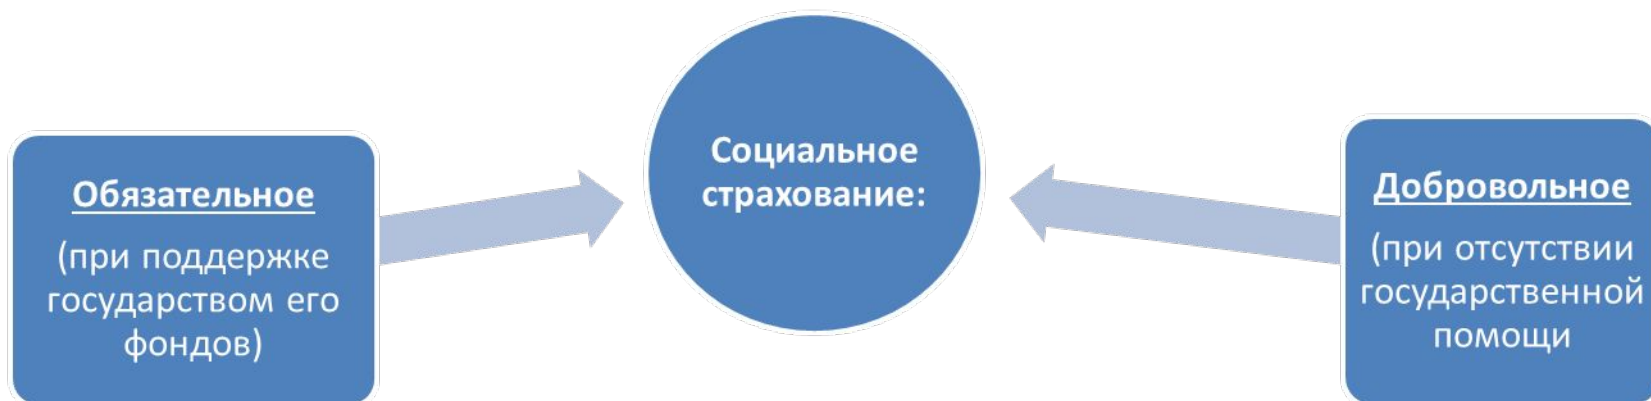 Социальное
страхование:
Обязательное
(при поддержке
государством его
фондов)
Добровольное
(при отсутствии
государственной
помощи